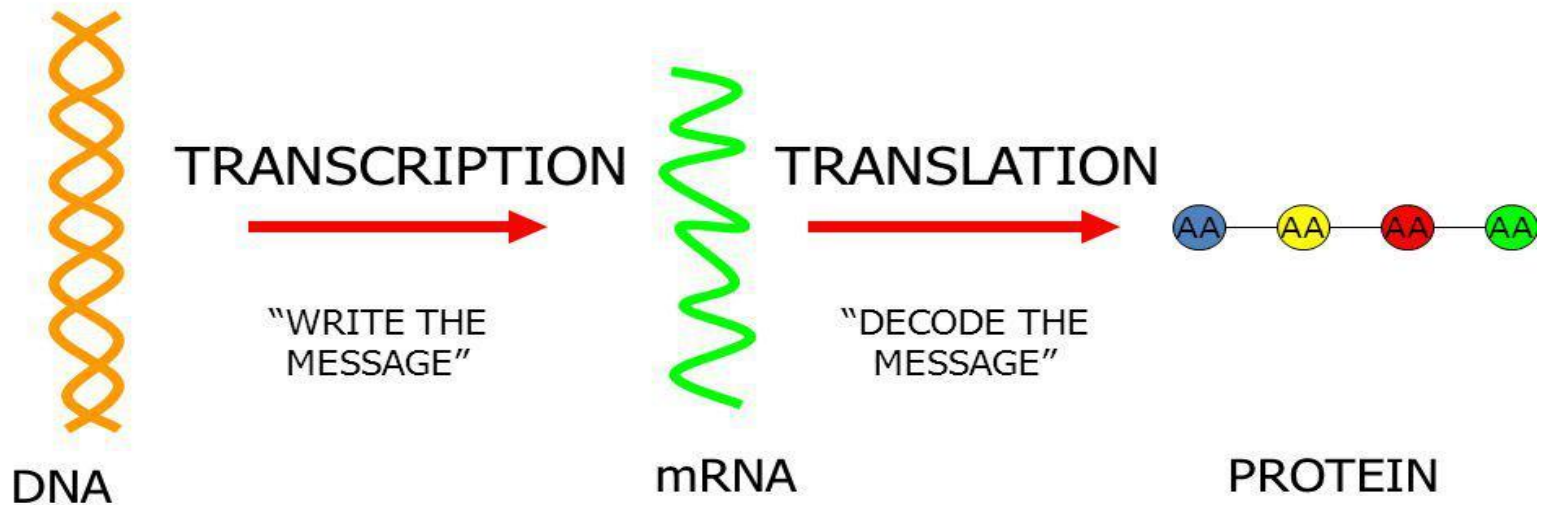 TRANSCRIPTION
TRANSLATION
AA AA AA AA
“WRITE THE
MESSAGE”
“DECODE THE
MESSAGE”
DNA
mRNA
PROTEIN